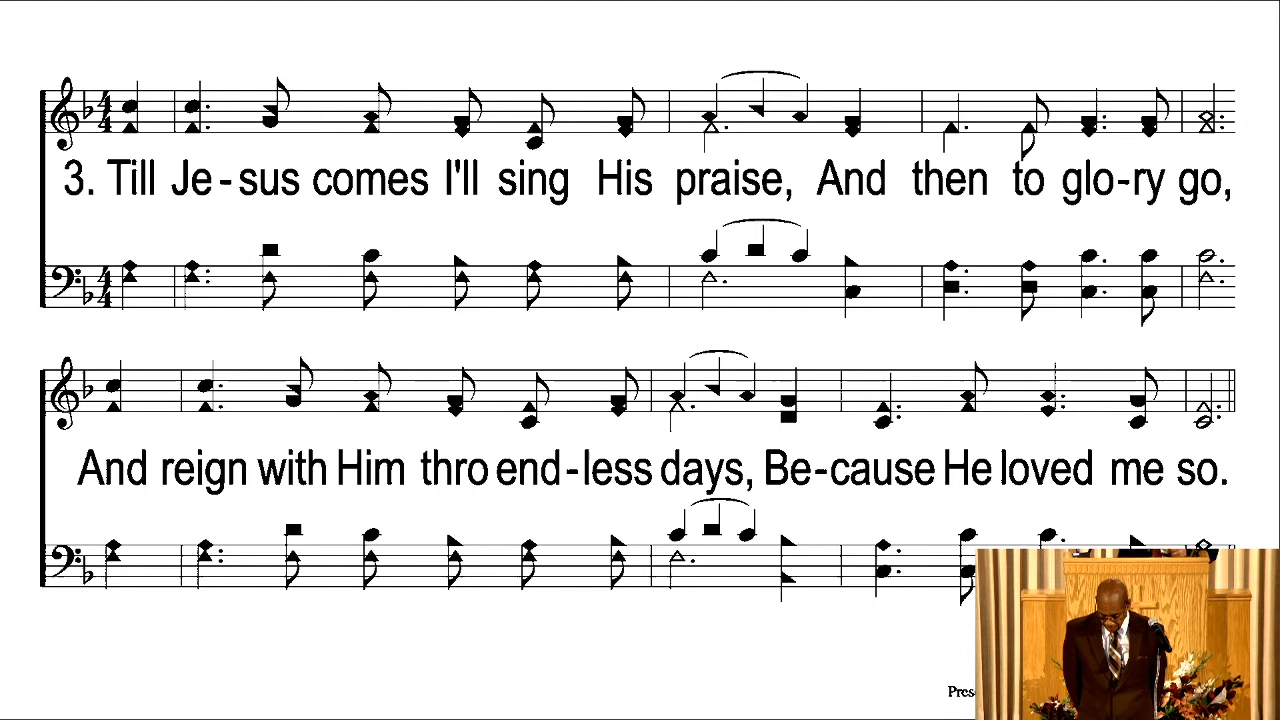 3. Till Je-sus comes I'll sing His praise, And then to glo-ry go,
And reign with Him thro end-less days, Be-cause He loved me so.